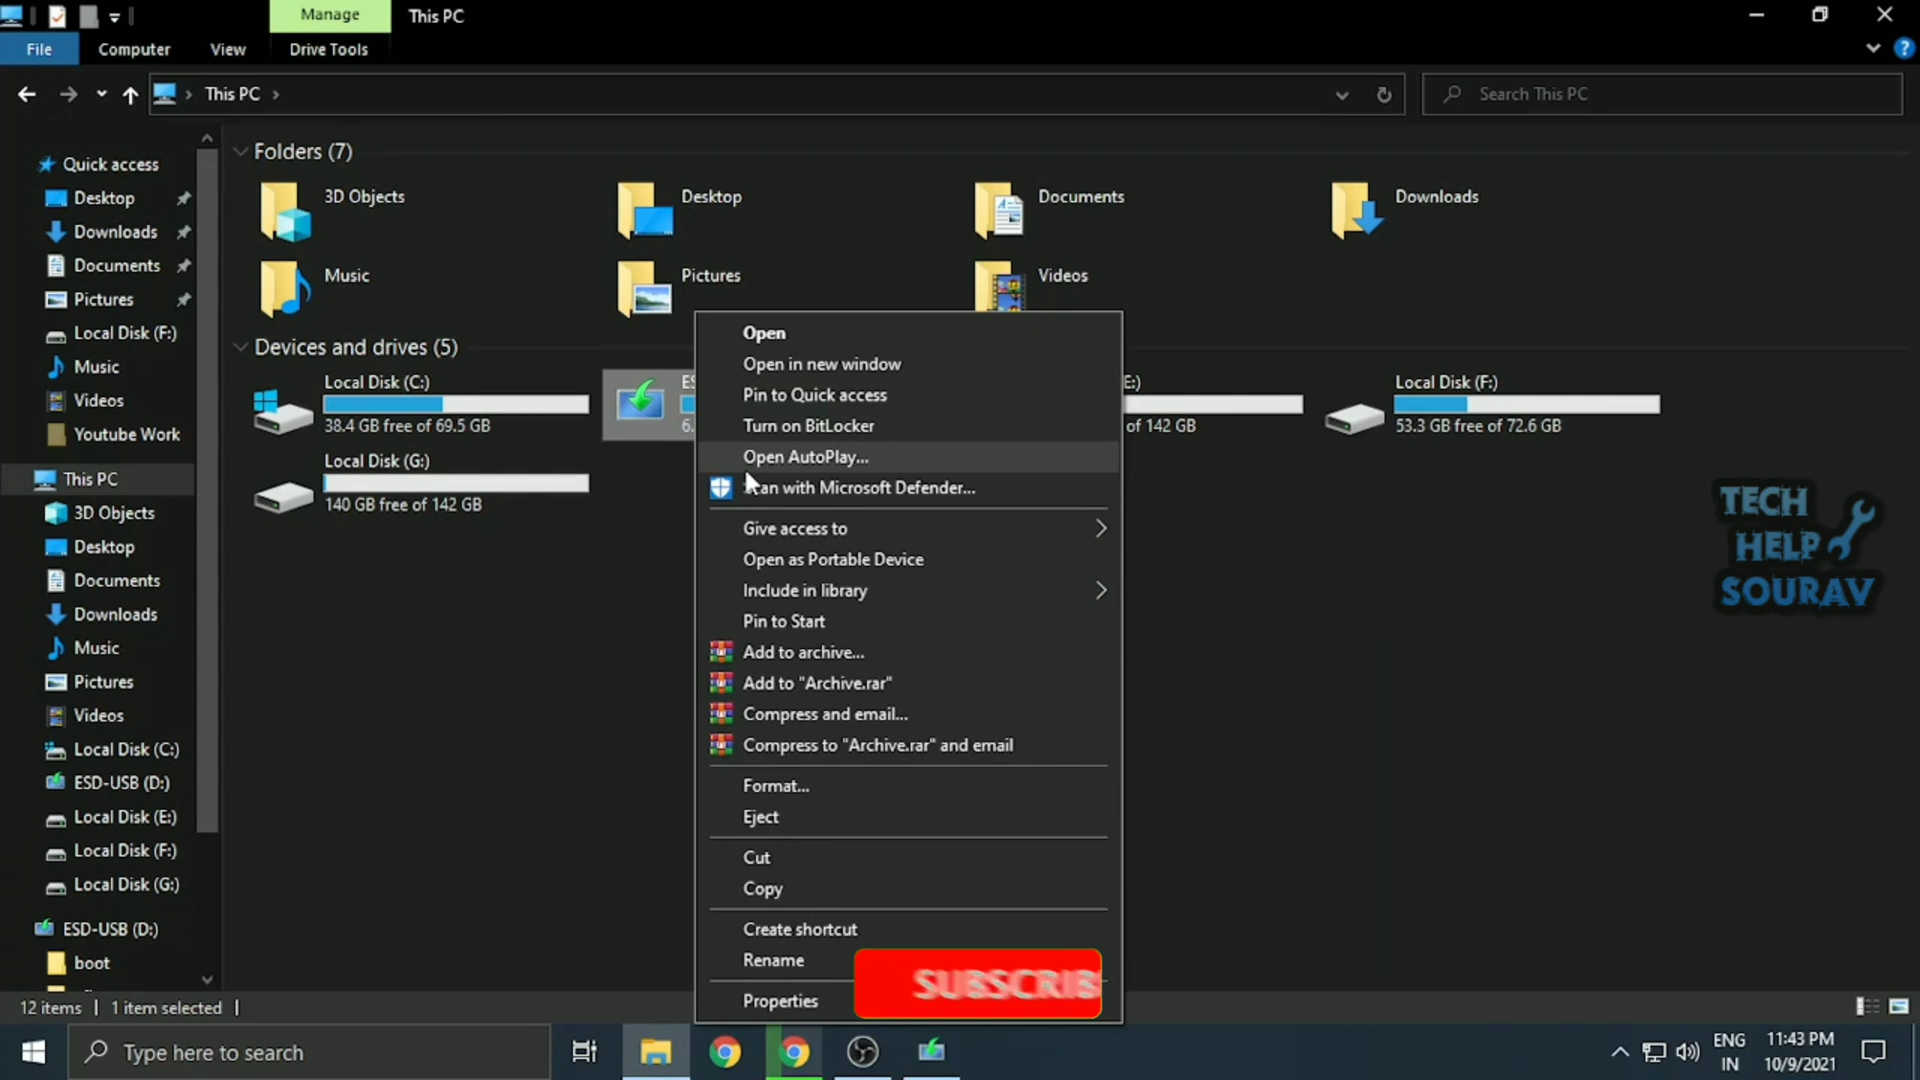 Manage
This PC
File
Computer
View
Drive Tools
This PC
Search This PC
Quick access
Desktop
Downloads
Documents
Pictures
Local Disk (F:)
Music
Videos
Youtube Work
This PC
3D Objects
Desktop
Documents
Downloads
Music
Pictures
Videos
Local Disk (C:)
ESD-USB (D:)
Local Disk (E:)
Local Disk (F:)
Local Disk (G:)
ESD-USB (D:)
boot
Folders (7)
3D Objects
Desktop
Documents
Downloads
Music
Pictures
Videos
Devices and drives (5)
Local Disk (C:)
38.4 GB free of 69.5 GB
ES
6.
E:)
of 142 GB
Local Disk (F:)
53.3 GB free of 72.6 GB
Local Disk (G:)
140 GB free of 142 GB
Open
Open in new window
Pin to Quick access
Turn on BitLocker
Open AutoPlay...
can with Microsoft Defender...
Give access to
Open as Portable Device
Include in library
Pin to Start
Add to archive...
Add to "Archive.rar"
Compress and email...
Compress to "Archive.rar" and email
Format...
Eject
Cut
Copy
Create shortcut
Rename
Properties
SUBSCRIB
TECH
HELP
SOURAV
12 items
1 item selected
Type here to search
ENG
IN
11:43 PM
10/9/2021